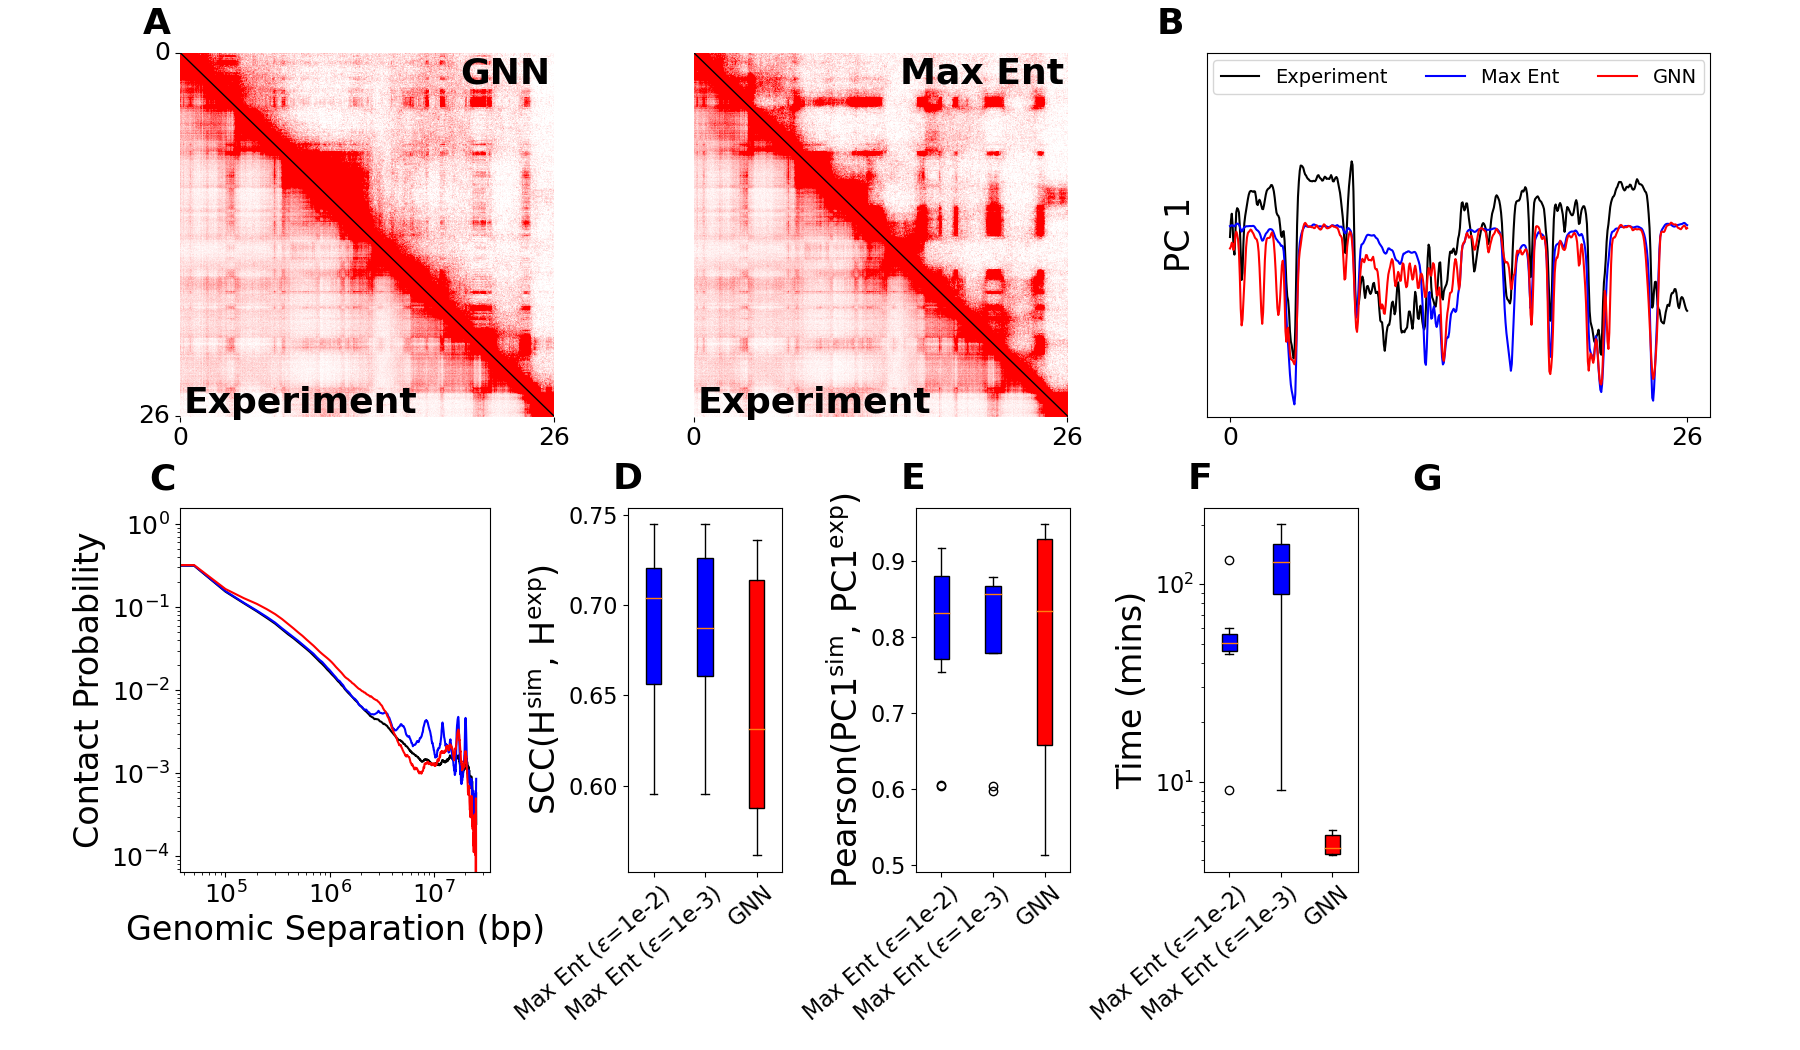 A
B
0
GNN
Max Ent
Experiment
Experiment
26
0
26
0
26
Experiment
Max Ent
GNN
PC 1
0
26
C
D
E
F
G
Contact Probability
10⁰
10⁻¹
10⁻²
10⁻³
10⁻⁴
10⁵
10⁶
10⁷
Genomic Separation (bp)
SCC(Hˢⁱᵐ, Hᵉˣᵖ)
0.75
0.70
0.65
0.60
Max Ent (ε=1e-2)
Max Ent (ε=1e-3)
GNN
Pearson(PC1ˢⁱᵐ, PC1ᵉˣᵖ)
0.9
0.8
0.7
0.6
0.5
Max Ent (ε=1e-2)
Max Ent (ε=1e-3)
GNN
Time (mins)
10²
10¹
Max Ent (ε=1e-2)
Max Ent (ε=1e-3)
GNN